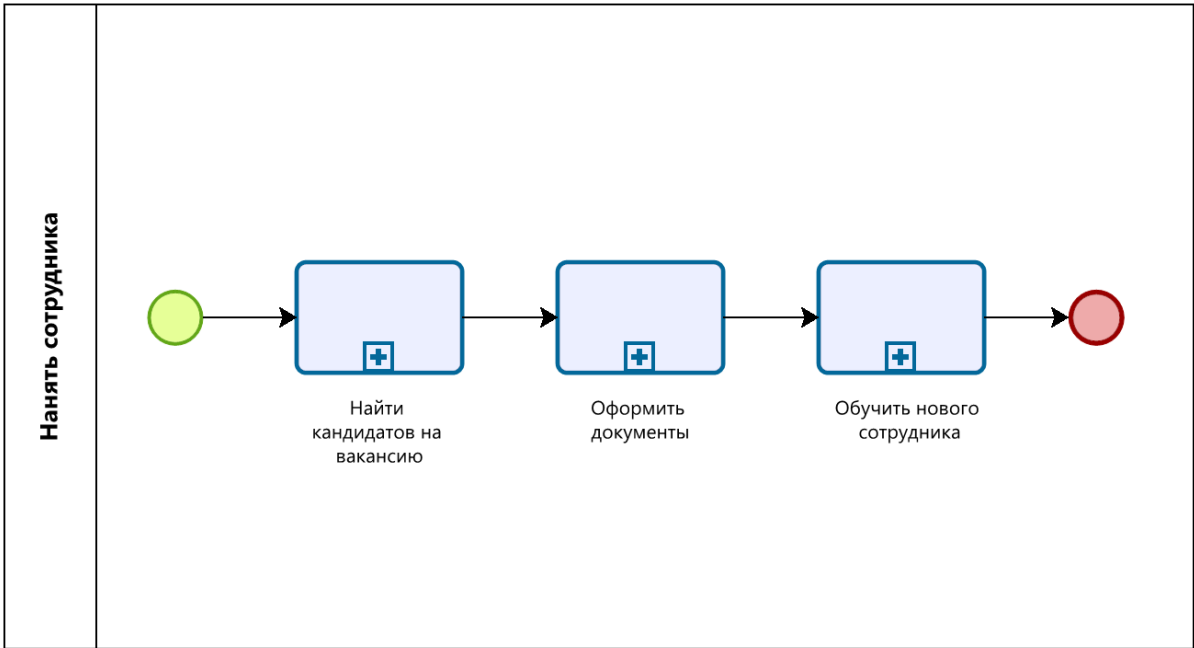 Нанять сотрудника
Найти
кандидатов на
вакансию
Оформить
документы
Обучить нового
сотрудника